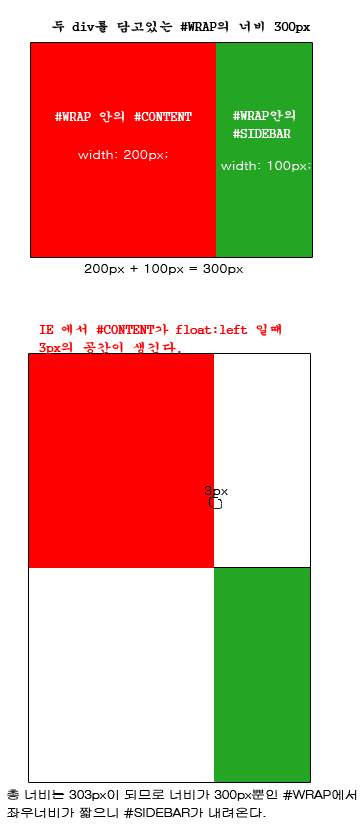 두 div를 담고있는 #WRAP의 너비 300px
#WRAP 안의 #CONTENT
width: 200px;
#WRAP안의
#SIDEBAR
width: 100px;
200px + 100px = 300px
IE 에서 #CONTENT가 float:left 일때
3px의 공간이 생긴다.
3px
총 너비는 303px이 되므로 너비가 300px뿐인 #WRAP에서
좌우너비가 짧으니 #SIDEBAR가 내려온다.